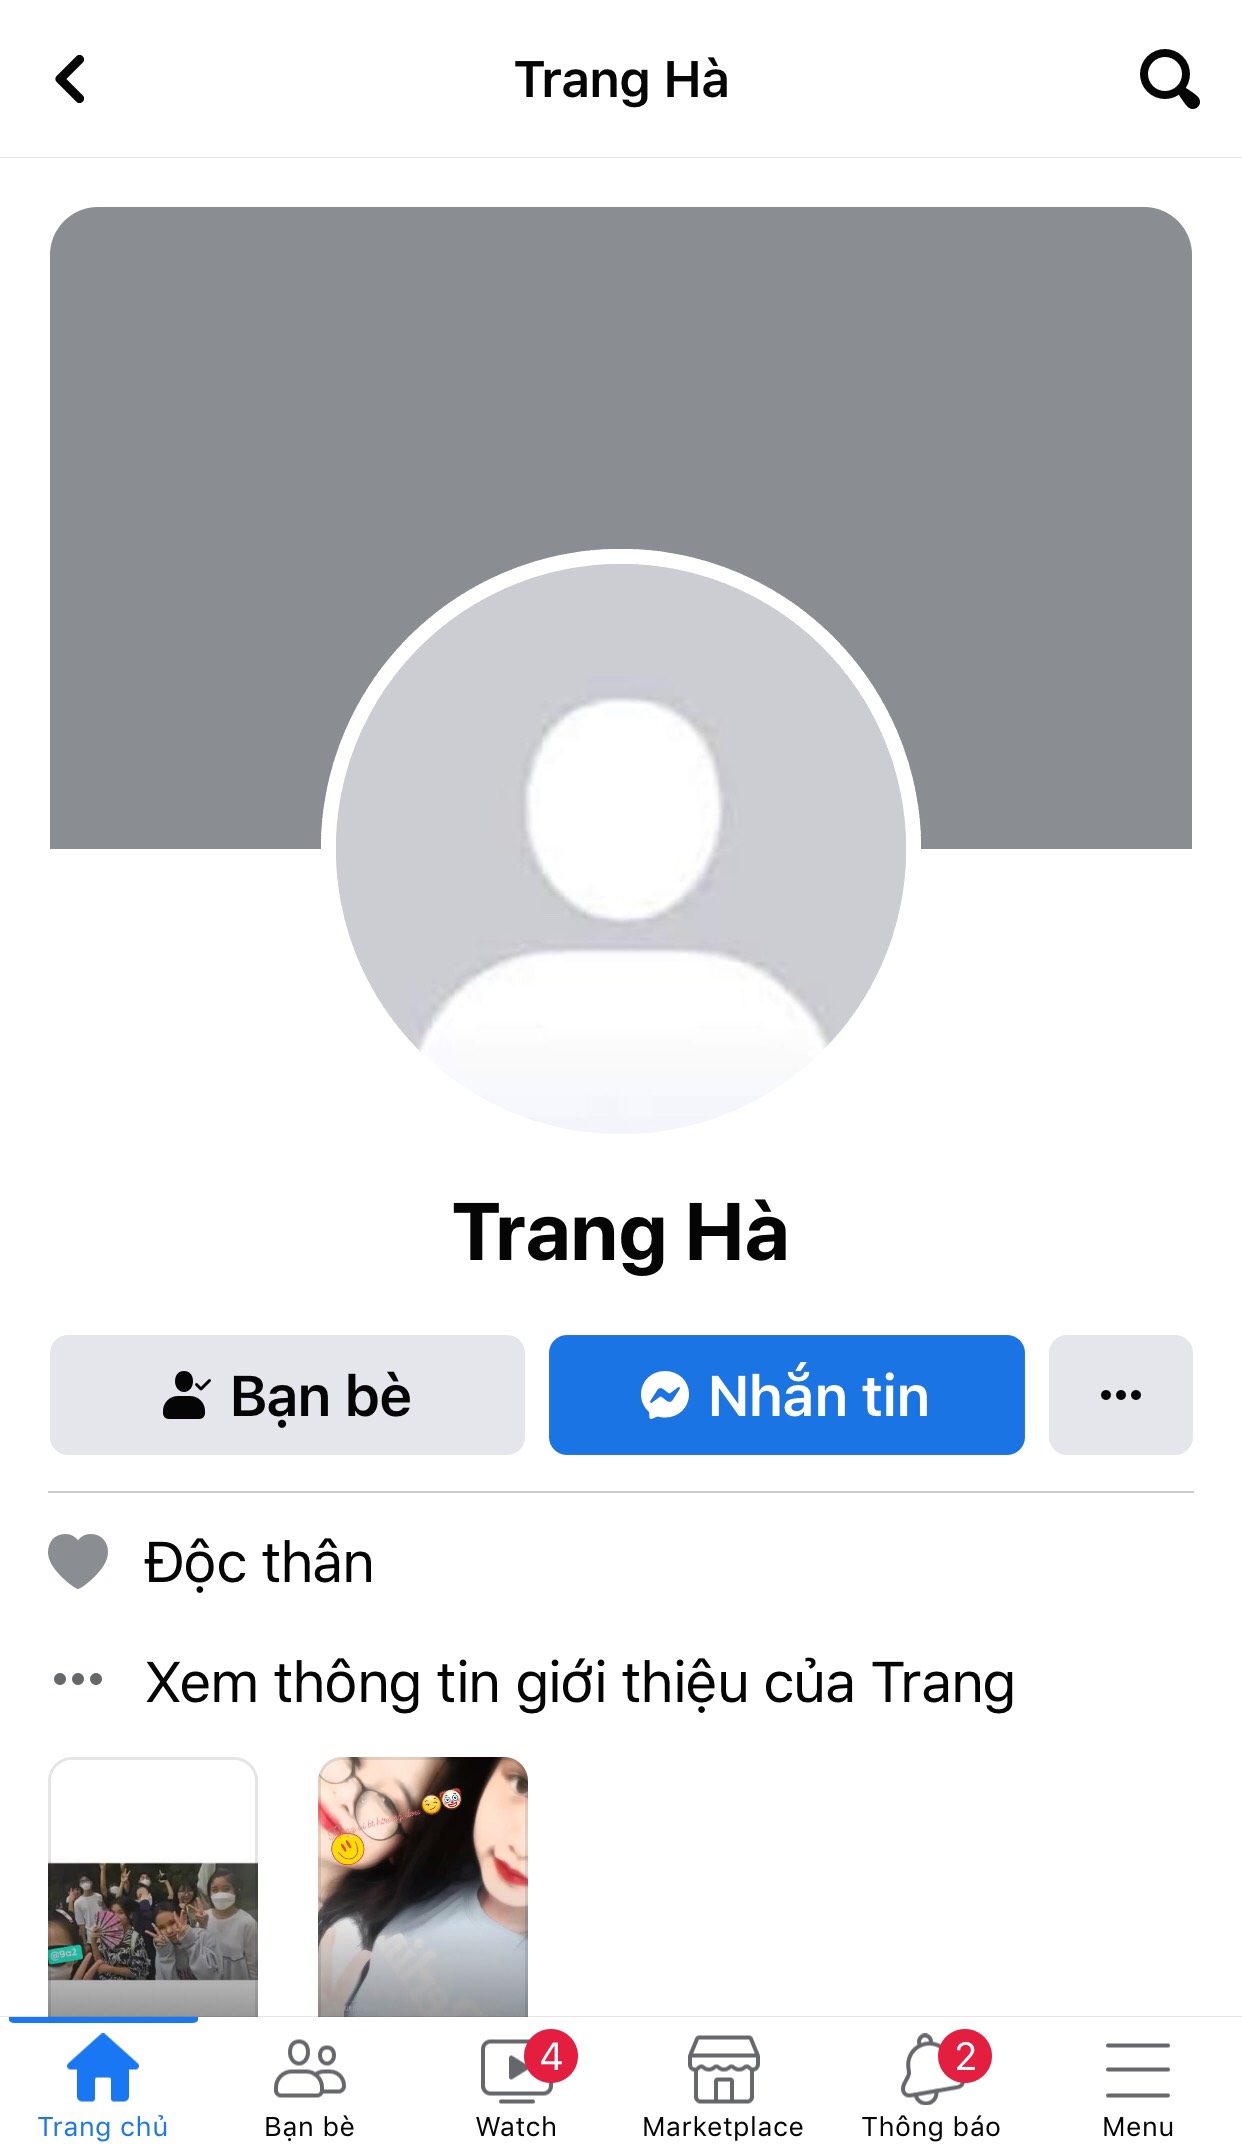 Trang Hà
Trang Hà
Bạn bè
Nhắn tin
Độc thân
Xem thông tin giới thiệu của Trang
@9a2
4
2
Trang chủ
Bạn bè
Watch
Marketplace
Thông báo
Menu